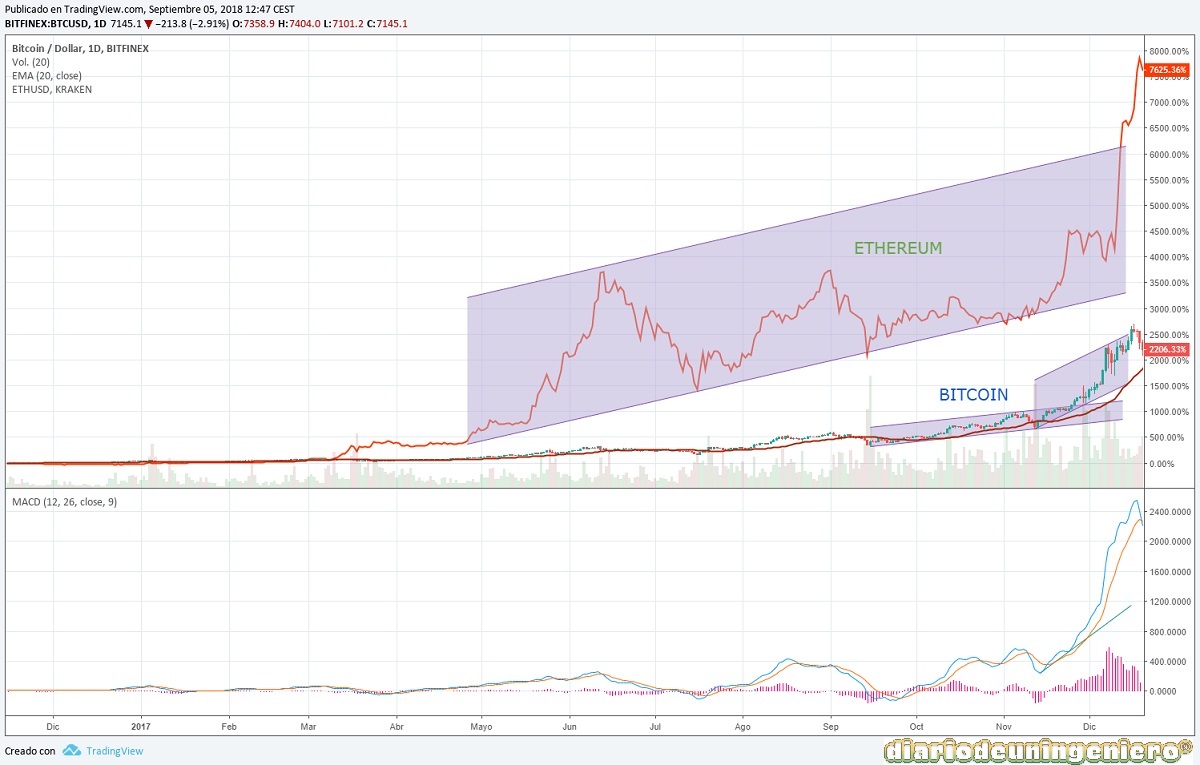 Publicado en TradingView.com, Septiembre 05, 2018 12:47 CEST
BITFINEX:BTCUSD, 1D 7145.1 ▼ −213.8 (−2.91%) O:7358.9 H:7404.0 L:7101.2 C:7145.1
Bitcoin / Dollar, 1D, BITFINEX
Vol. (20)
EMA (20, close)
ETHUSD, KRAKEN
8000.00%
7625.36%
7000.00%
6500.00%
6000.00%
5500.00%
5000.00%
4500.00%
4000.00%
3500.00%
3000.00%
2500.00%
2206.33%
2000.00%
1500.00%
1000.00%
500.00%
0.00%
ETHEREUM
BITCOIN
MACD (12, 26, close, 9)
2400.0000
2000.0000
1600.0000
1200.0000
800.0000
400.0000
0.0000
Dic 2017 Feb Mar Abr Mayo Jun Jul Ago Sep Oct Nov Dic
Creado con TradingView
diariodeuningeniero®